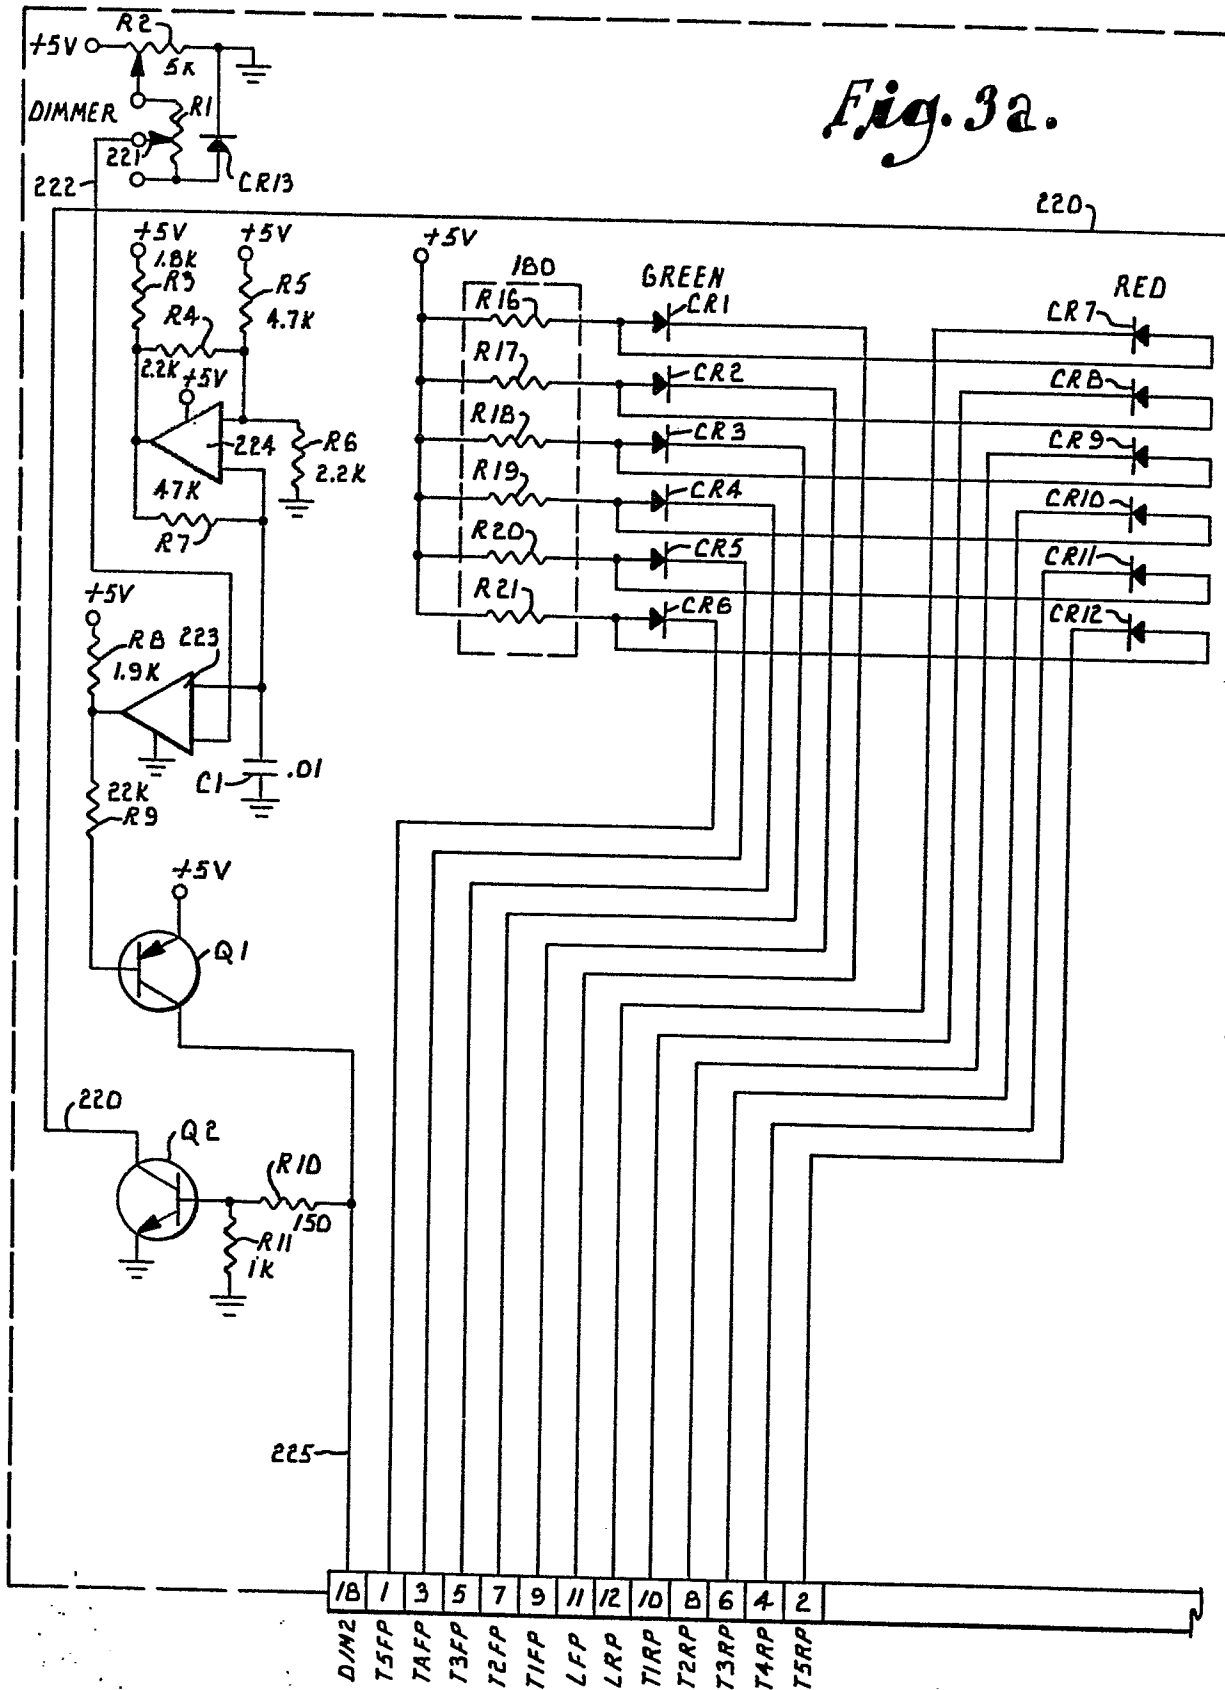 Fig. 3a.
R2
+5V
5K
DIMMER
R1
221
222
CR13
220
+5V
1.8K
R3
+5V
R5
4.7K
R4
2.2K
+5V
224
R6
2.2K
47K
R7
+5V
180
GREEN
RED
R16
CR1
CR7
R17
CR2
CR8
R18
CR3
CR9
R19
CR4
CR10
R20
CR5
CR11
R21
CR6
CR12
+5V
R8
1.9K
223
C1
.01
22K
R9
+5V
Q1
220
Q2
R10
150
R11
1K
225
18 1 3 5 7 9 11 12 10 8 6 4 2
DIM2
T5FP
TAFP
T3FP
T2FP
T1FP
LFP
LRP
T1RP
T2RP
T3RP
T4RP
T5RP